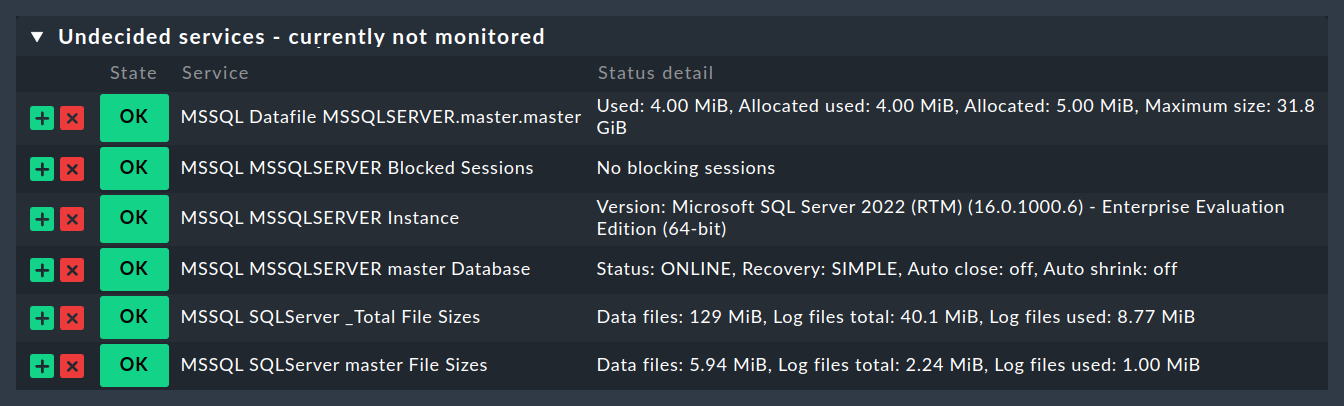 Undecided services - currently not monitored
State Service Status detail
OK MSSQL Datafile MSSQLSERVER.master.master Used: 4.00 MiB, Allocated used: 4.00 MiB, Allocated: 5.00 MiB, Maximum size: 31.8
GiB
OK MSSQL MSSQLSERVER Blocked Sessions No blocking sessions
OK MSSQL MSSQLSERVER Instance Version: Microsoft SQL Server 2022 (RTM) (16.0.1000.6) - Enterprise Evaluation
Edition (64-bit)
OK MSSQL MSSQLSERVER master Database Status: ONLINE, Recovery: SIMPLE, Auto close: off, Auto shrink: off
OK MSSQL SQLServer _Total File Sizes Data files: 129 MiB, Log files total: 40.1 MiB, Log files used: 8.77 MiB
OK MSSQL SQLServer master File Sizes Data files: 5.94 MiB, Log files total: 2.24 MiB, Log files used: 1.00 MiB